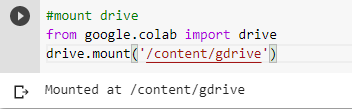 #mount drive
from google.colab import drive
drive.mount('/content/gdrive')
Mounted at /content/gdrive